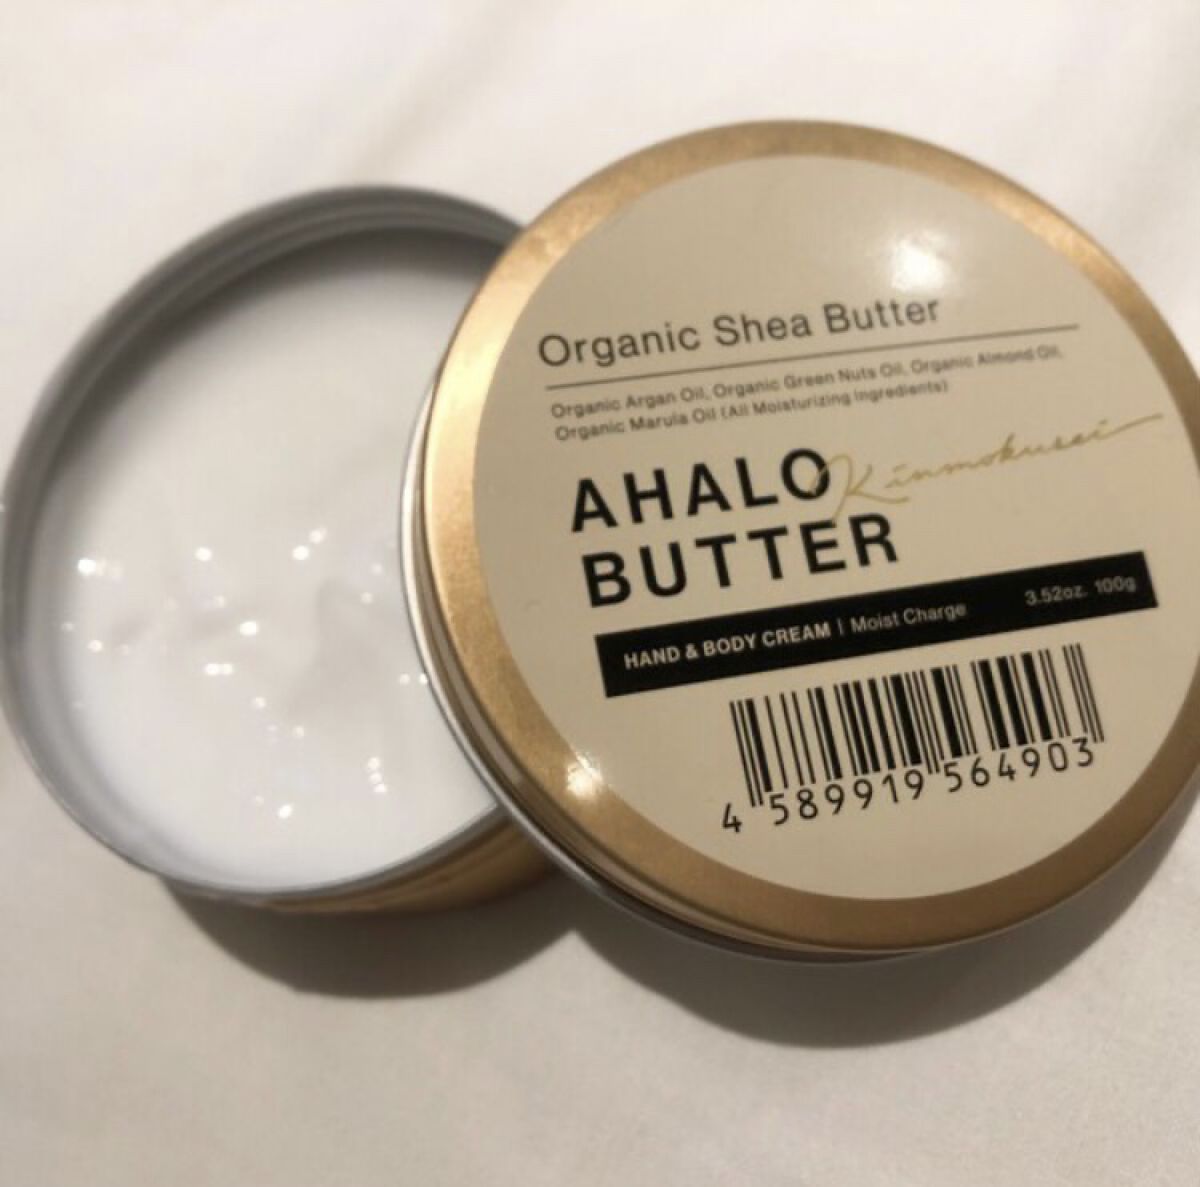 Organic Shea Butter
Organic Argan Oil, Organic Green Nuts Oil, Organic Almond Oil,
Organic Marula Oil (All Moisturizing Ingredients)
AHALO
Kinmokusei
BUTTER
HAND & BODY CREAM | Moist Charge 3.52oz. 100g
4 589919 564903